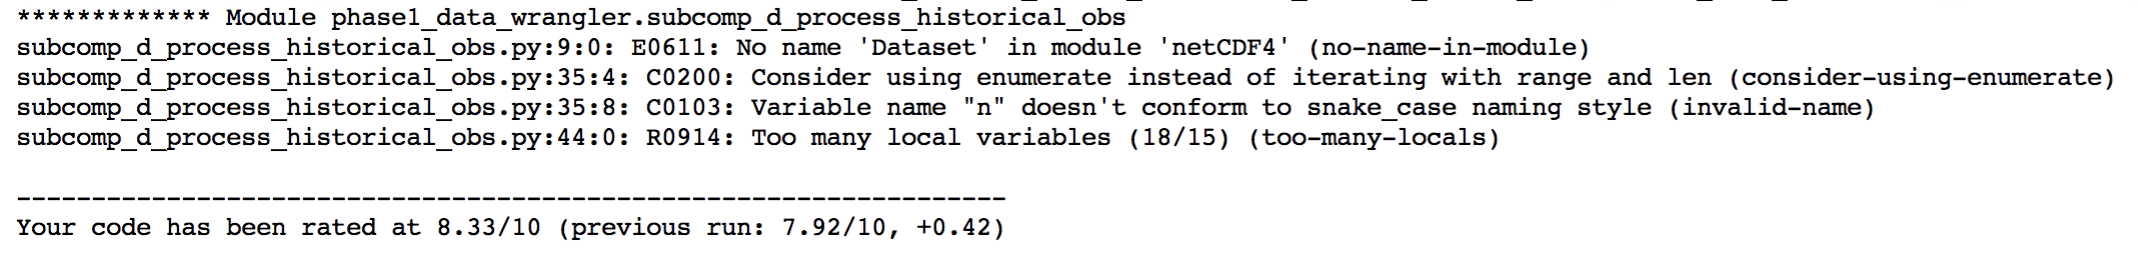 ************* Module phase1_data_wrangler.subcomp_d_process_historical_obs
subcomp_d_process_historical_obs.py:9:0: E0611: No name 'Dataset' in module 'netCDF4' (no-name-in-module)
subcomp_d_process_historical_obs.py:35:4: C0200: Consider using enumerate instead of iterating with range and len (consider-using-enumerate)
subcomp_d_process_historical_obs.py:35:8: C0103: Variable name "n" doesn't conform to snake_case naming style (invalid-name)
subcomp_d_process_historical_obs.py:44:0: R0914: Too many local variables (18/15) (too-many-locals)
------------------------------------------------------------------
Your code has been rated at 8.33/10 (previous run: 7.92/10, +0.42)